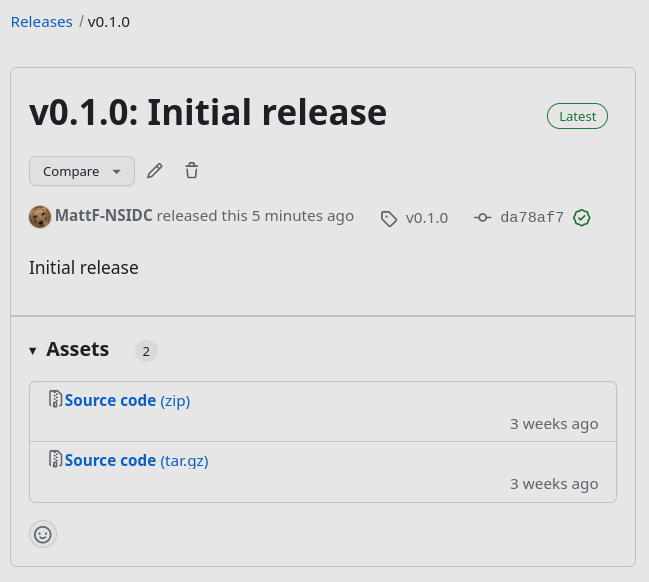 Releases / v0.1.0
v0.1.0: Initial release
Latest
Compare
MattF-NSIDC released this 5 minutes ago v0.1.0 da78af7
Initial release
Assets 2
Source code (zip)
3 weeks ago
Source code (tar.gz)
3 weeks ago